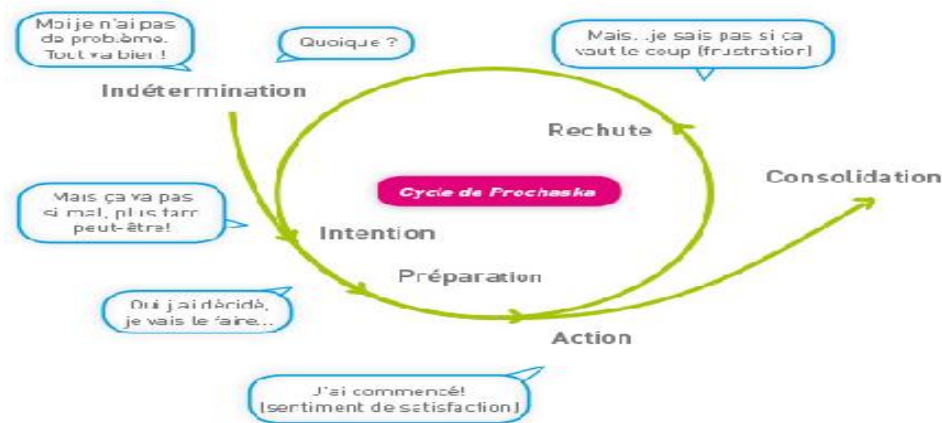 Moi je n'ai pas
de problème.
Tout va bien !
Quoique ?
Mais...je sais pas si ça
vaut le coup (frustration)
Indétermination
Rechute
Cycle de Prochaska
Consolidation
Mais ça va pas
si mal, plus tard
peut-être!
Intention
Préparation
Oui j'ai décidé,
je vais le faire...
Action
J'ai commencé!
(sentiment de satisfaction)